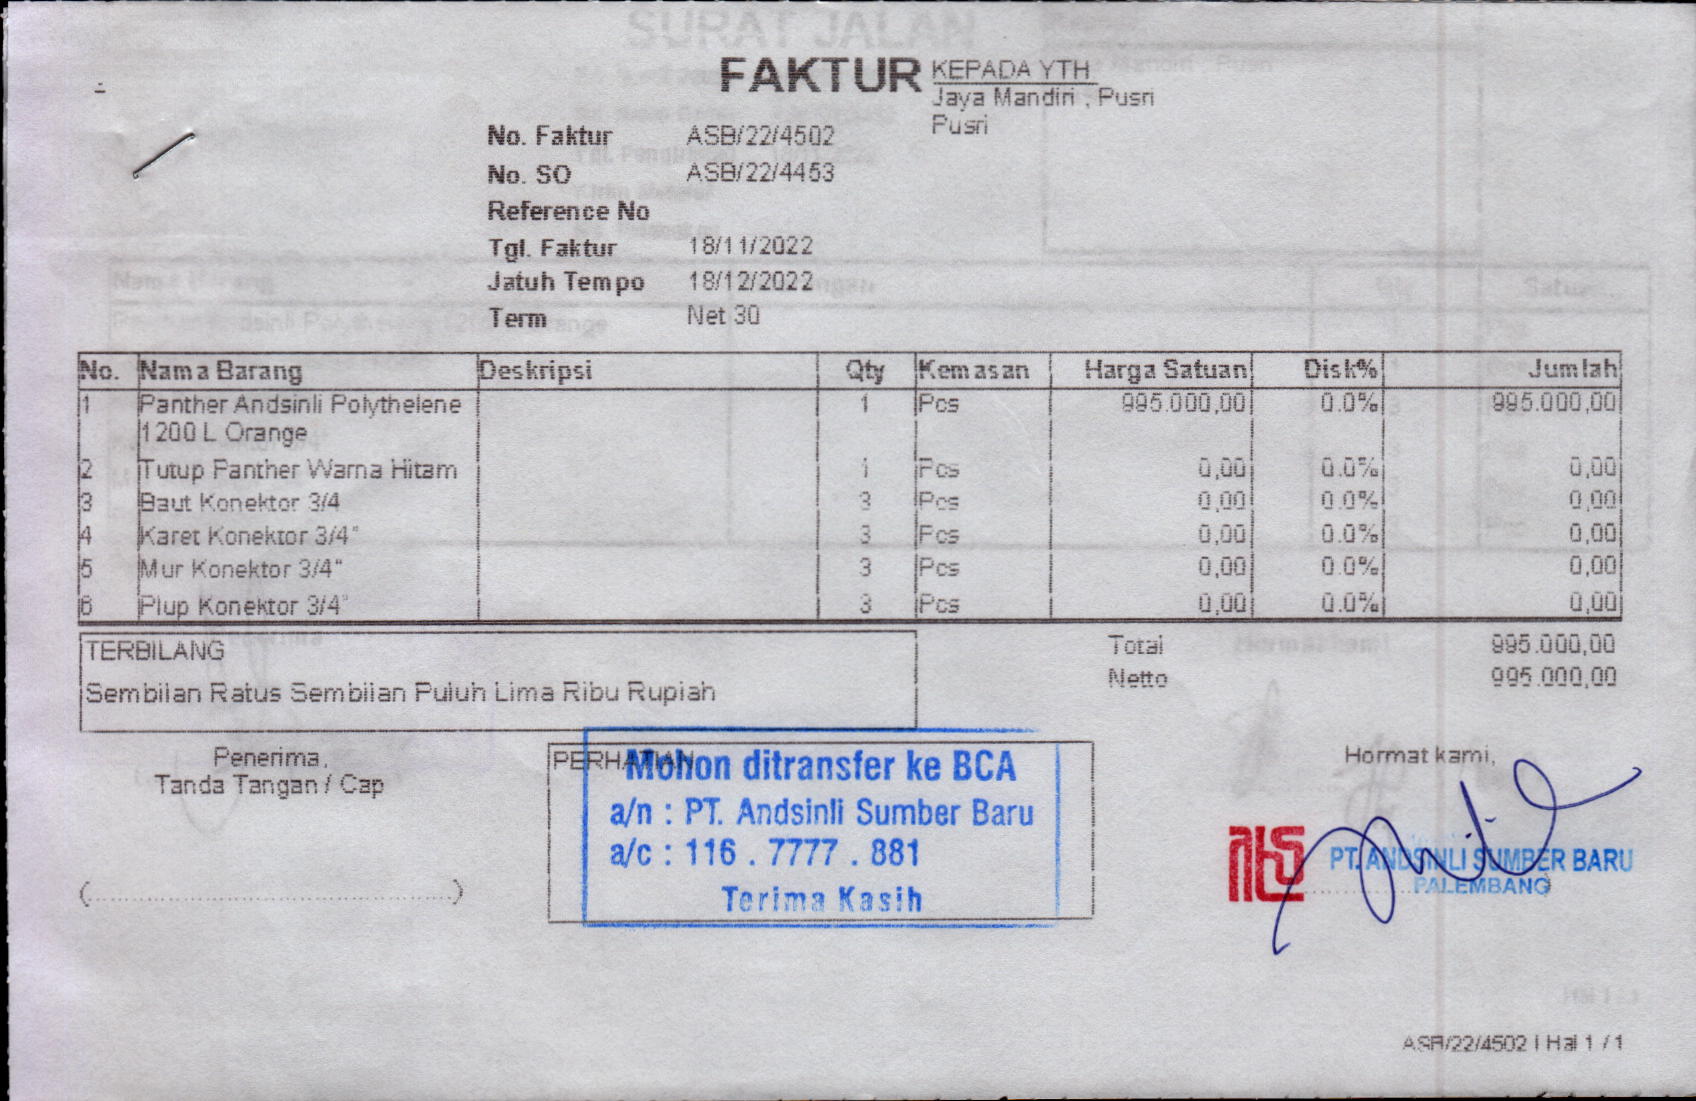 SURAT JALAN
FAKTUR
KEPADA YTH
Jaya Mandiri , Pusri
Pusri
No. Faktur ASB/22/4502
No. SO ASB/22/4453
Reference No
Tgl. Faktur 18/11/2022
Jatuh Tempo 18/12/2022
Term Net 30
No. Nama Barang Deskripsi Qty Kemasan Harga Satuan Disk% Jumlah
1 Panther Andsinli Polythelene 1 Pcs 995.000,00 0.0% 995.000,00
1200 L Orange
2 Tutup Panther Warna Hitam 1 Pcs 0,00 0.0% 0,00
3 Baut Konektor 3/4 3 Pcs 0,00 0.0% 0,00
4 Karet Konektor 3/4" 3 Pcs 0,00 0.0% 0,00
5 Mur Konektor 3/4" 3 Pcs 0,00 0.0% 0,00
6 Plup Konektor 3/4" 3 Pcs 0,00 0.0% 0,00
TERBILANG
Sembilan Ratus Sembilan Puluh Lima Ribu Rupiah
Total 995.000,00
Netto 995.000,00
Penerima,
Tanda Tangan / Cap
(..............................)
PERHATIAN
Mohon ditransfer ke BCA
a/n : PT. Andsinli Sumber Baru
a/c : 116 . 7777 . 881
Terima Kasih
Hormat kami,
PT. ANDSINLI SUMBER BARU
PALEMBANG
ASB/22/4502 | Hal 1 / 1